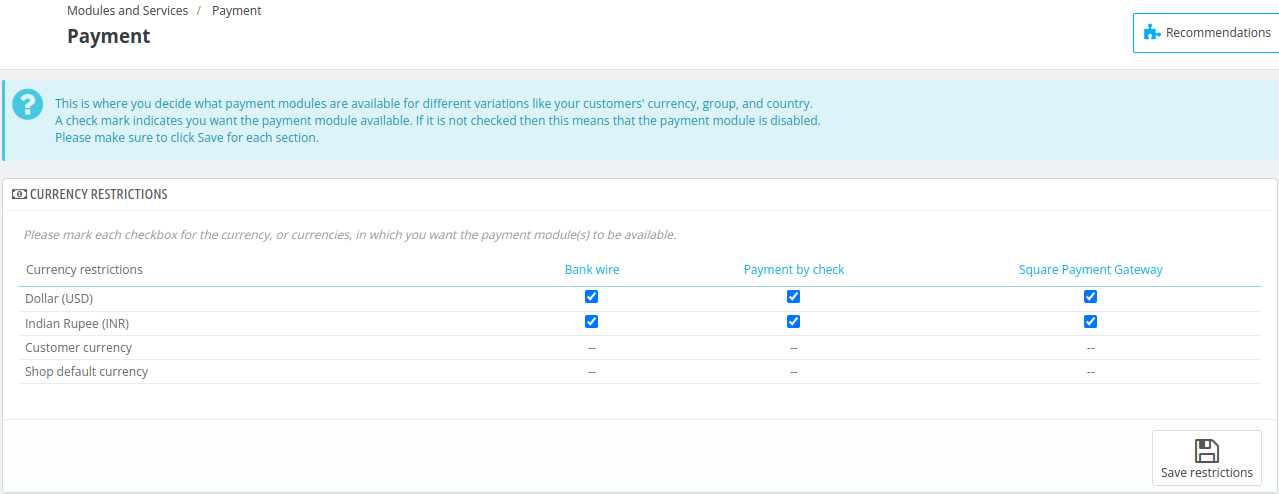 Modules and Services / Payment
Payment
Recommendations
This is where you decide what payment modules are available for different variations like your customers' currency, group, and country.
A check mark indicates you want the payment module available. If it is not checked then this means that the payment module is disabled.
Please make sure to click Save for each section.
CURRENCY RESTRICTIONS
Please mark each checkbox for the currency, or currencies, in which you want the payment module(s) to be available.
Currency restrictions Bank wire Payment by check Square Payment Gateway
Dollar (USD)
Indian Rupee (INR)
Customer currency -- -- --
Shop default currency -- -- --
Save restrictions